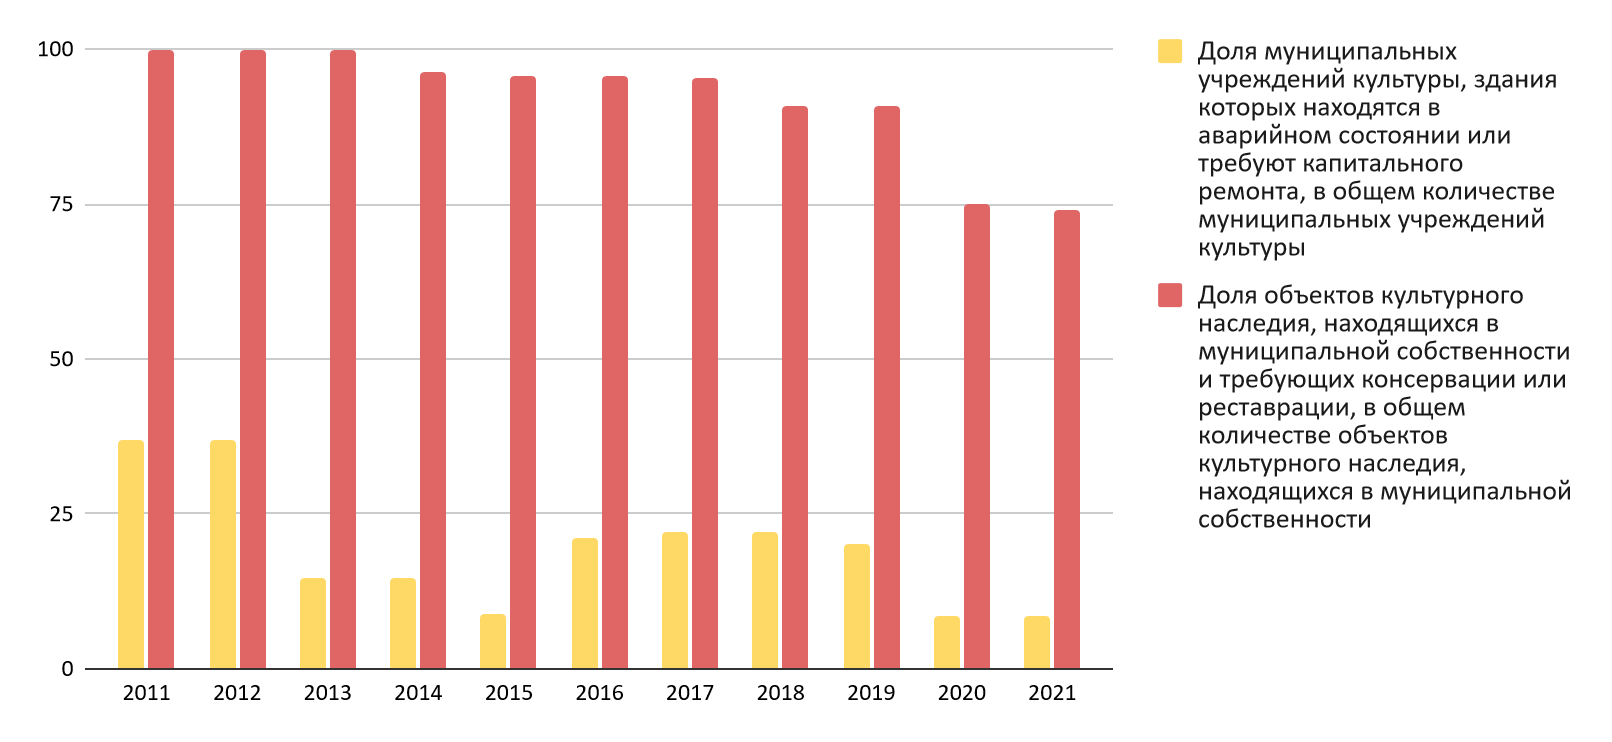 100
75
50
25
0
2011 2012 2013 2014 2015 2016 2017 2018 2019 2020 2021
Доля муниципальных
учреждений культуры, здания
которых находятся в
аварийном состоянии или
требуют капитального
ремонта, в общем количестве
муниципальных учреждений
культуры
Доля объектов культурного
наследия, находящихся в
муниципальной собственности
и требующих консервации или
реставрации, в общем
количестве объектов
культурного наследия,
находящихся в муниципальной
собственности